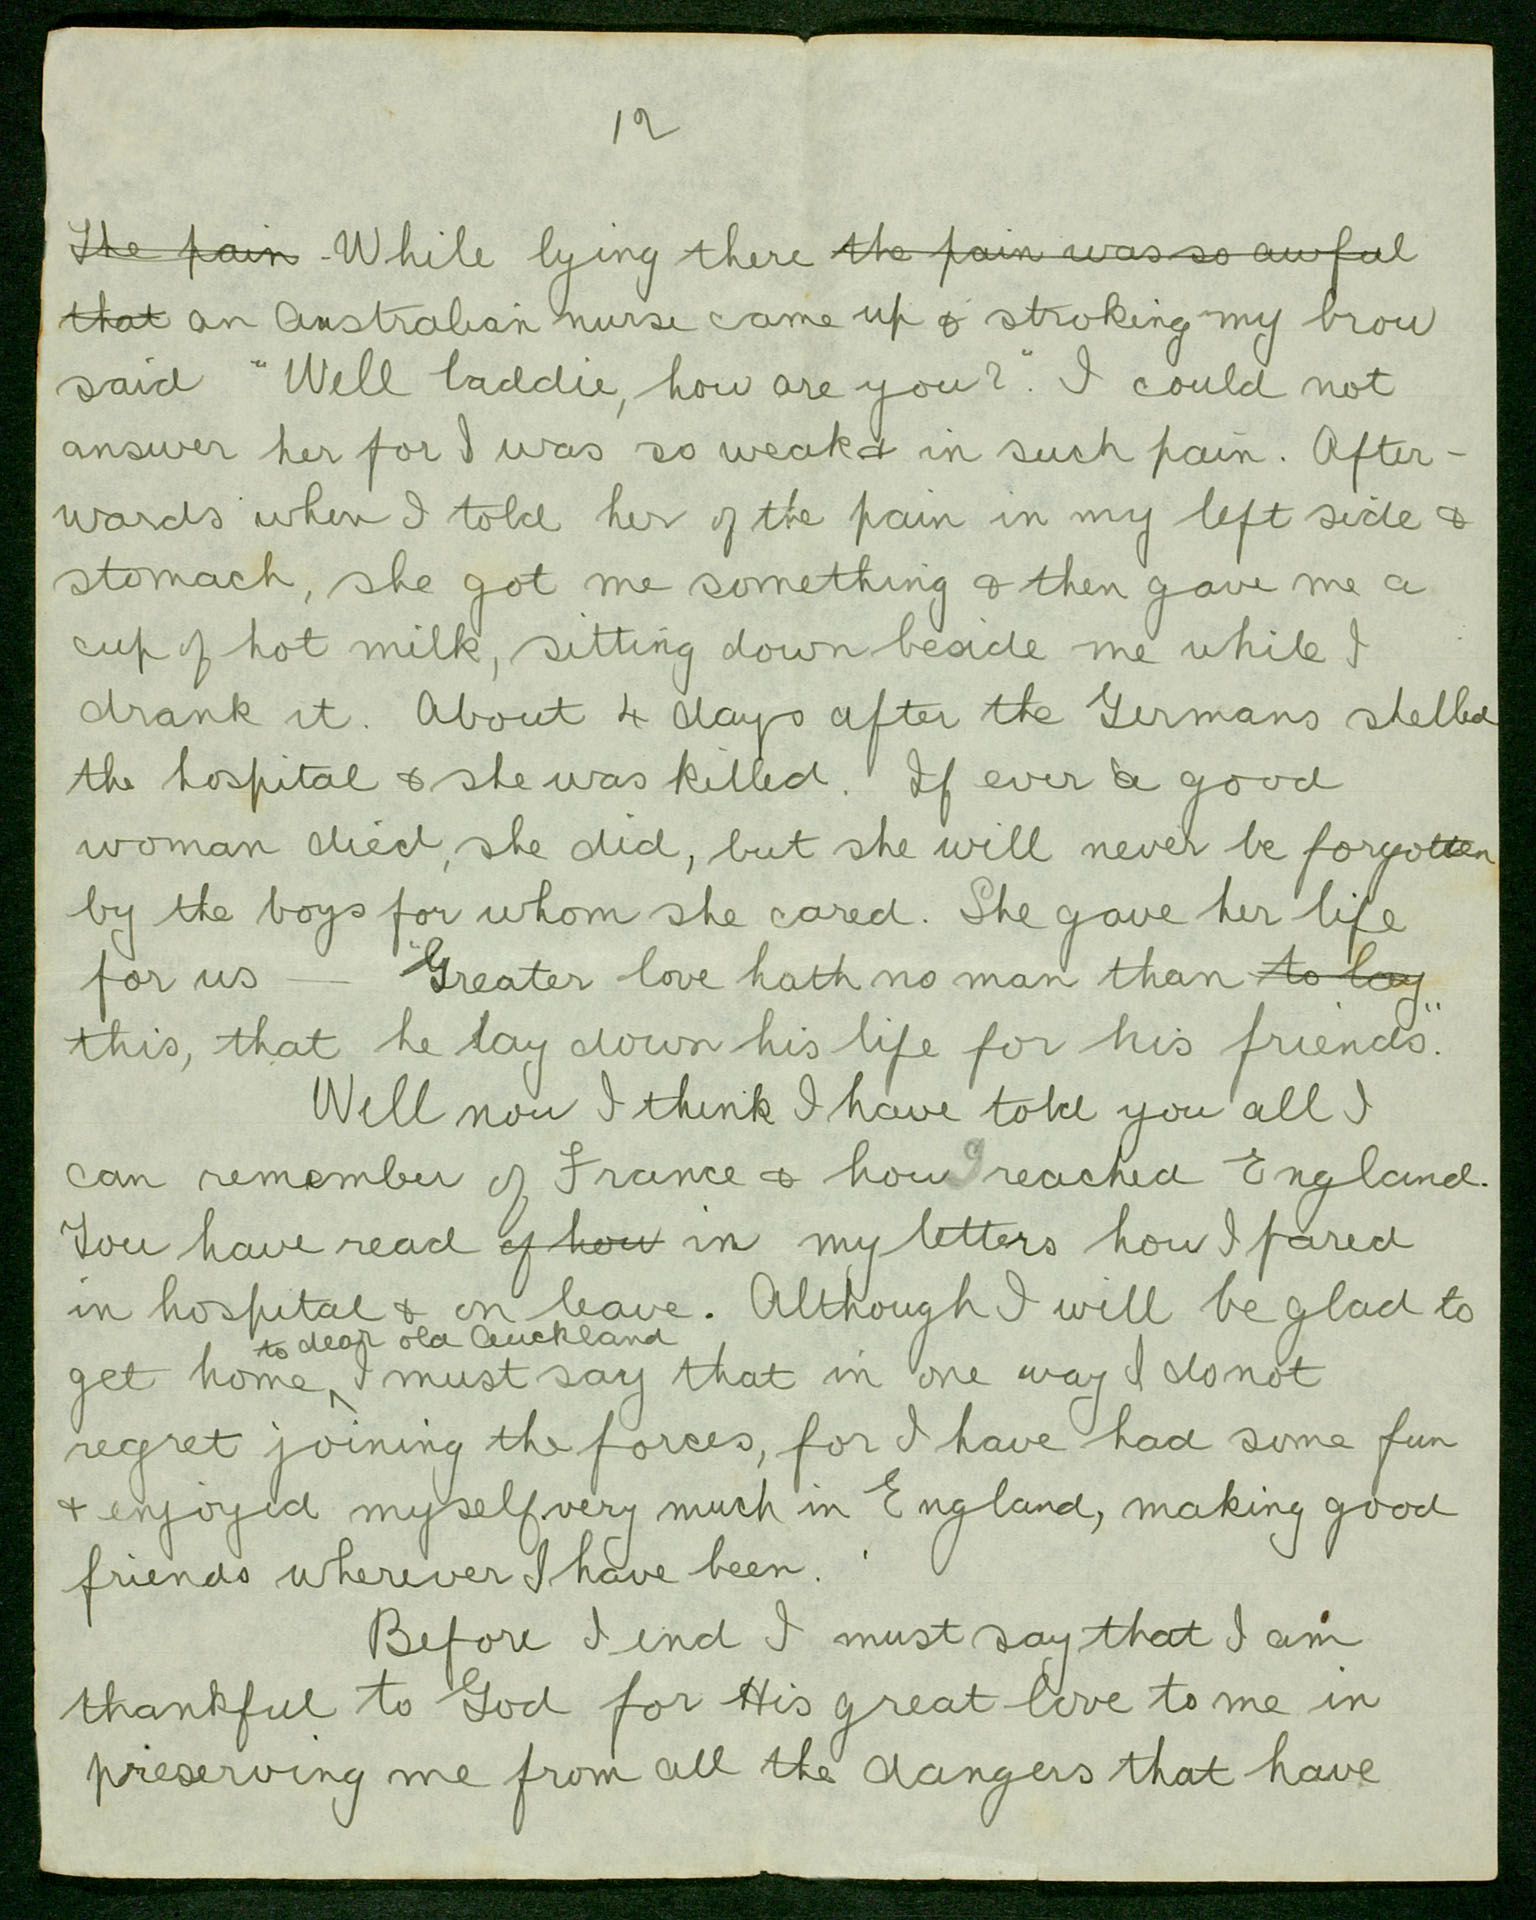 12
~~The pain~~ - While lying there ~~the pain was so awful~~
~~that~~ an Australian nurse came up & stroking my brow
said "Well laddie, how are you?". I could not
answer her for I was so weak & in such pain. After-
wards when I told her of the pain in my left side &
stomach, she got me something & then gave me a
cup of hot milk, sitting down beside me while I
drank it. About 4 days after the Germans shelled
the hospital & she was killed. If ever a good
woman died, she did, but she will never be forgotten
by the boys for whom she cared. She gave her life
for us — "Greater love hath no man than ~~to lay~~
this, that he lay down his life for his friends".
Well now I think I have told you all I
can remember of France & how I reached England.
You have read ~~of how~~ in my letters how I fared
in hospital & on leave. Although I will be glad to
to dear old Auckland
get home, I must say that in one way I do not
regret joining the forces, for I have had some fun
& enjoyed myself very much in England, making good
friends wherever I have been.
Before I end I must say that I am
thankful to God for His great love to me in
preserving me from all the dangers that have